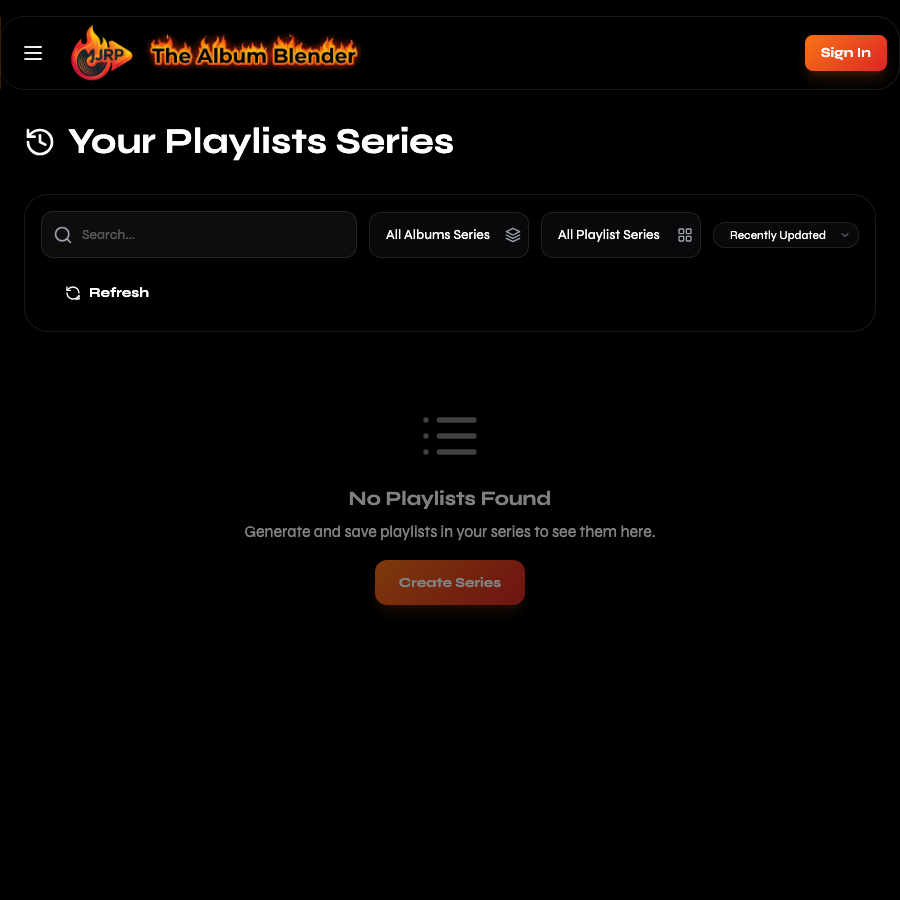 MJRP
The Album Blender
Sign In
Your Playlists Series
Search...
All Albums Series
All Playlist Series
Recently Updated
Refresh
No Playlists Found
Generate and save playlists in your series to see them here.
Create Series